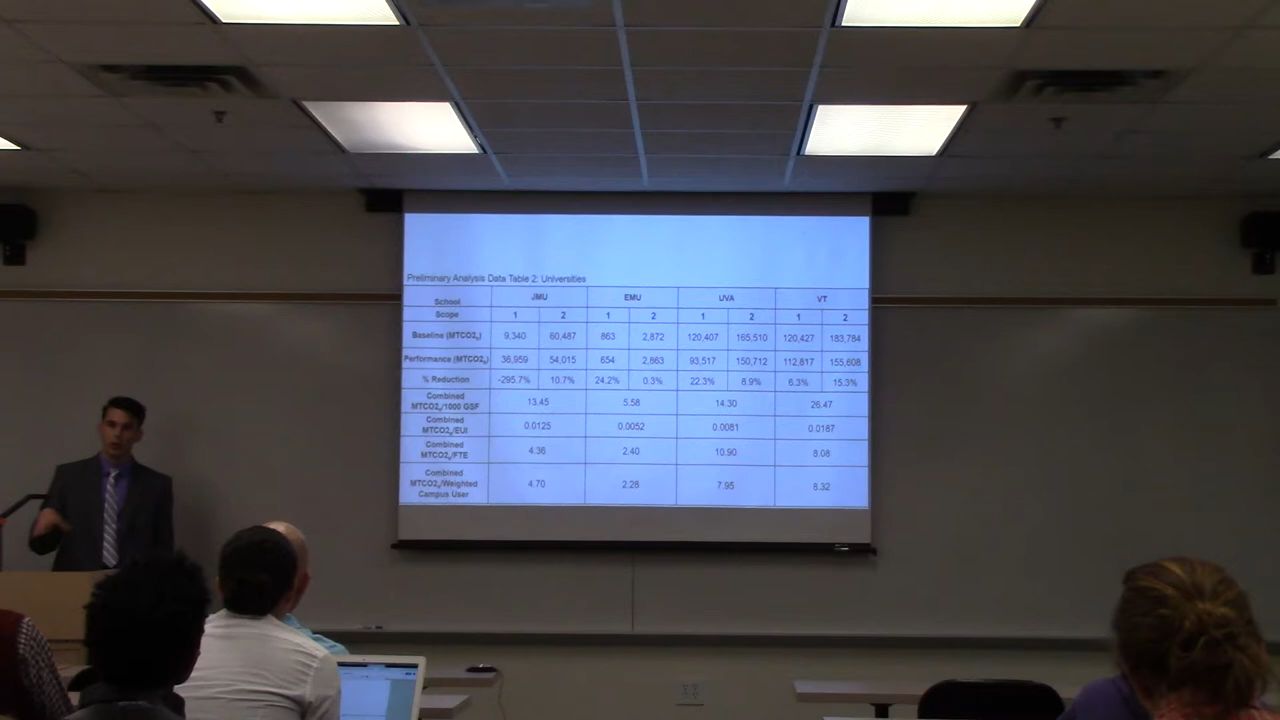 Preliminary Analysis Data Table 2: Universities
School JMU EMU UVA VT
Scope 1 2 1 2 1 2 1 2
Baseline (MTCO2e) 9,340 60,487 863 2,872 120,407 165,510 120,427 183,784
Performance (MTCO2e) 36,959 54,015 654 2,863 93,517 150,712 112,817 155,608
% Reduction -295.7% 10.7% 24.2% 0.3% 22.3% 8.9% 6.3% 15.3%
Combined
MTCO2e/1000 GSF 13.45 5.58 14.30 26.47
Combined
MTCO2e/EUI 0.0125 0.0052 0.0081 0.0187
Combined
MTCO2e/FTE 4.36 2.40 10.90 8.08
Combined
MTCO2e/Weighted
Campus User 4.70 2.28 7.95 8.32